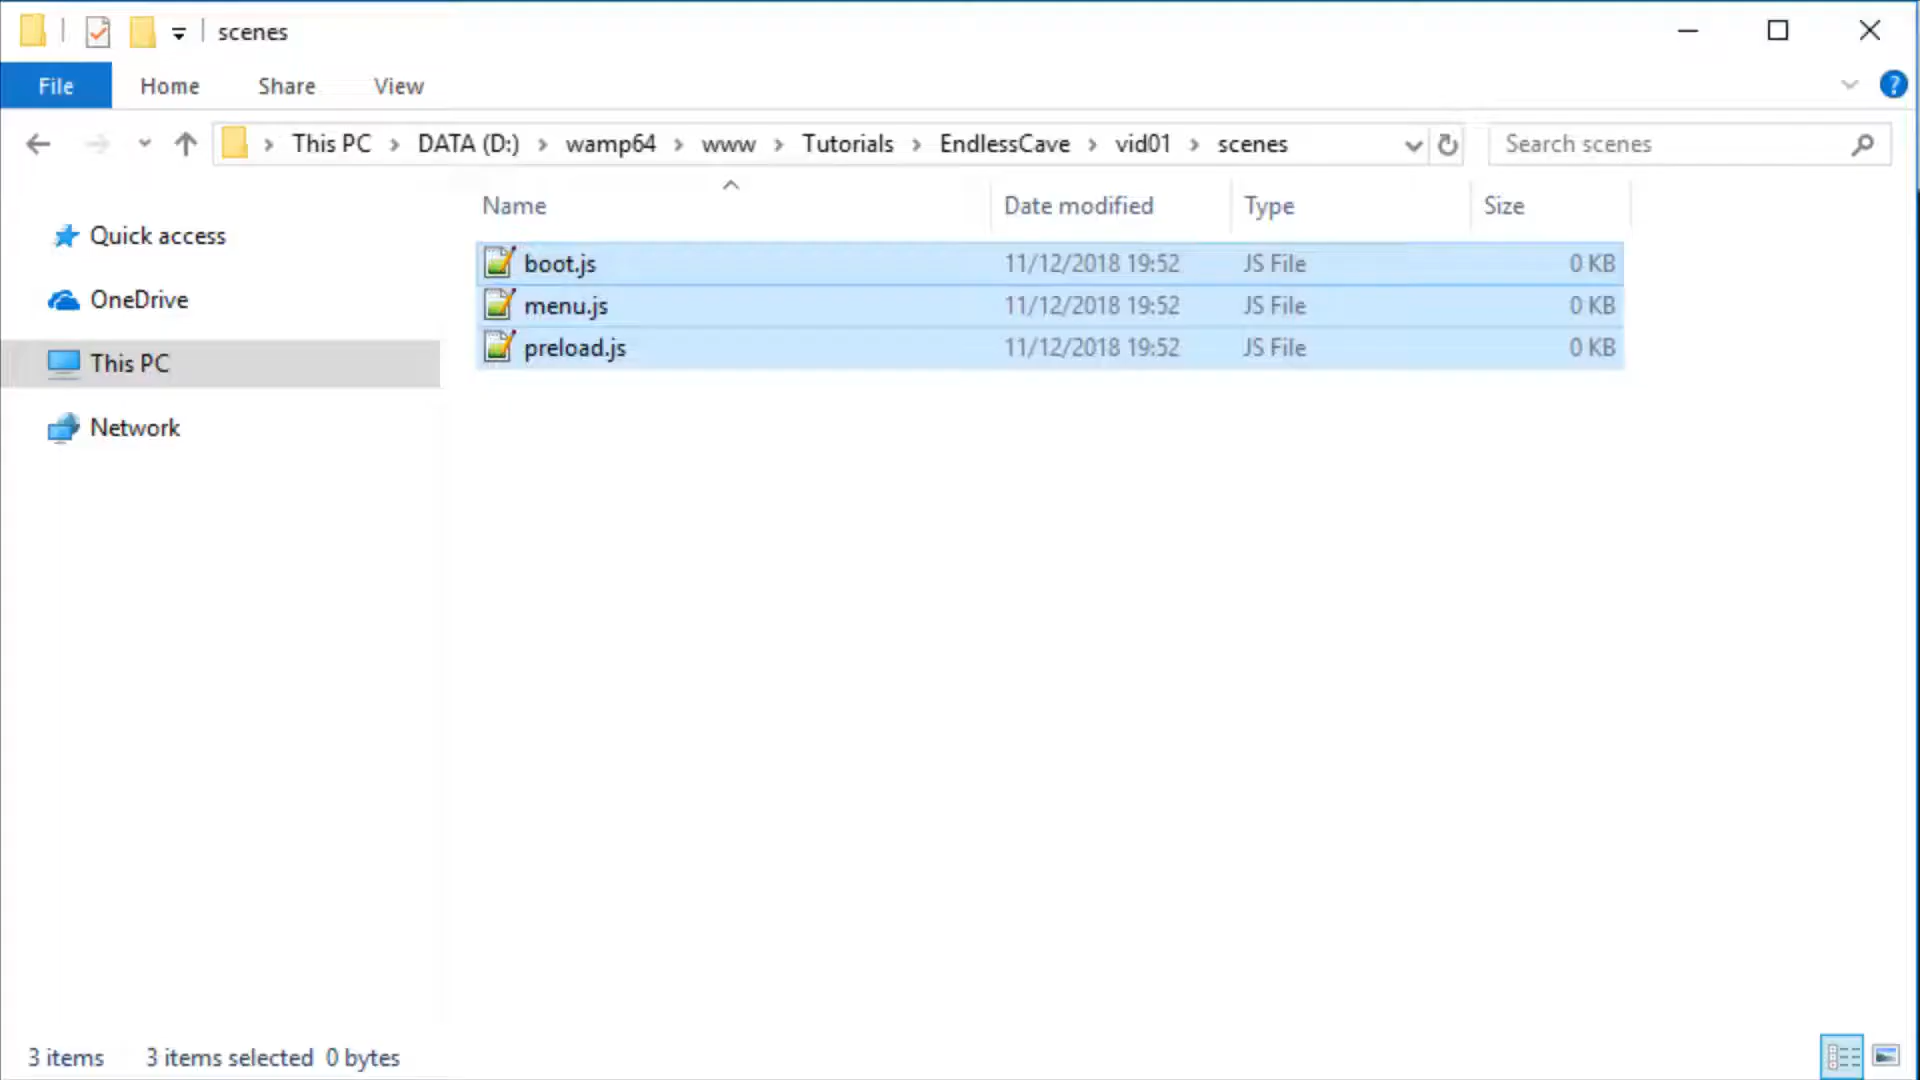 scenes
File Home Share View ?
This PC DATA (D:) wamp64 www Tutorials EndlessCave vid01 scenes Search scenes
Name Date modified Type Size
Quick access
OneDrive
This PC
Network
boot.js 11/12/2018 19:52 JS File 0 KB
menu.js 11/12/2018 19:52 JS File 0 KB
preload.js 11/12/2018 19:52 JS File 0 KB
3 items 3 items selected 0 bytes